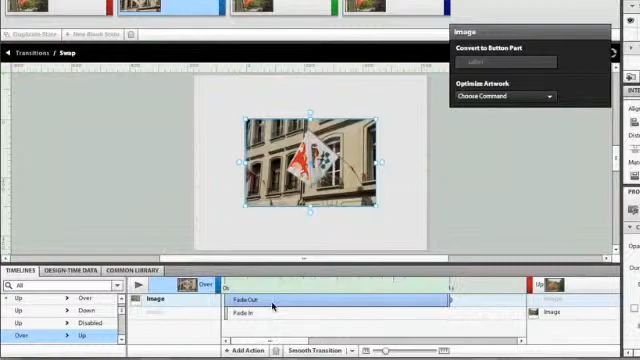 Duplicate State
New Blank State
Transitions / Swap
Image
Convert to Button Part
Label
Optimize Artwork
Choose Command
TIMELINES
DESIGN-TIME DATA
COMMON LIBRARY
All
Up > Over
Up > Down
Up > Disabled
Over > Up
Over
Up
Image
Fade Out
Fade In
Image
Image
+ Add Action
Smooth Transition